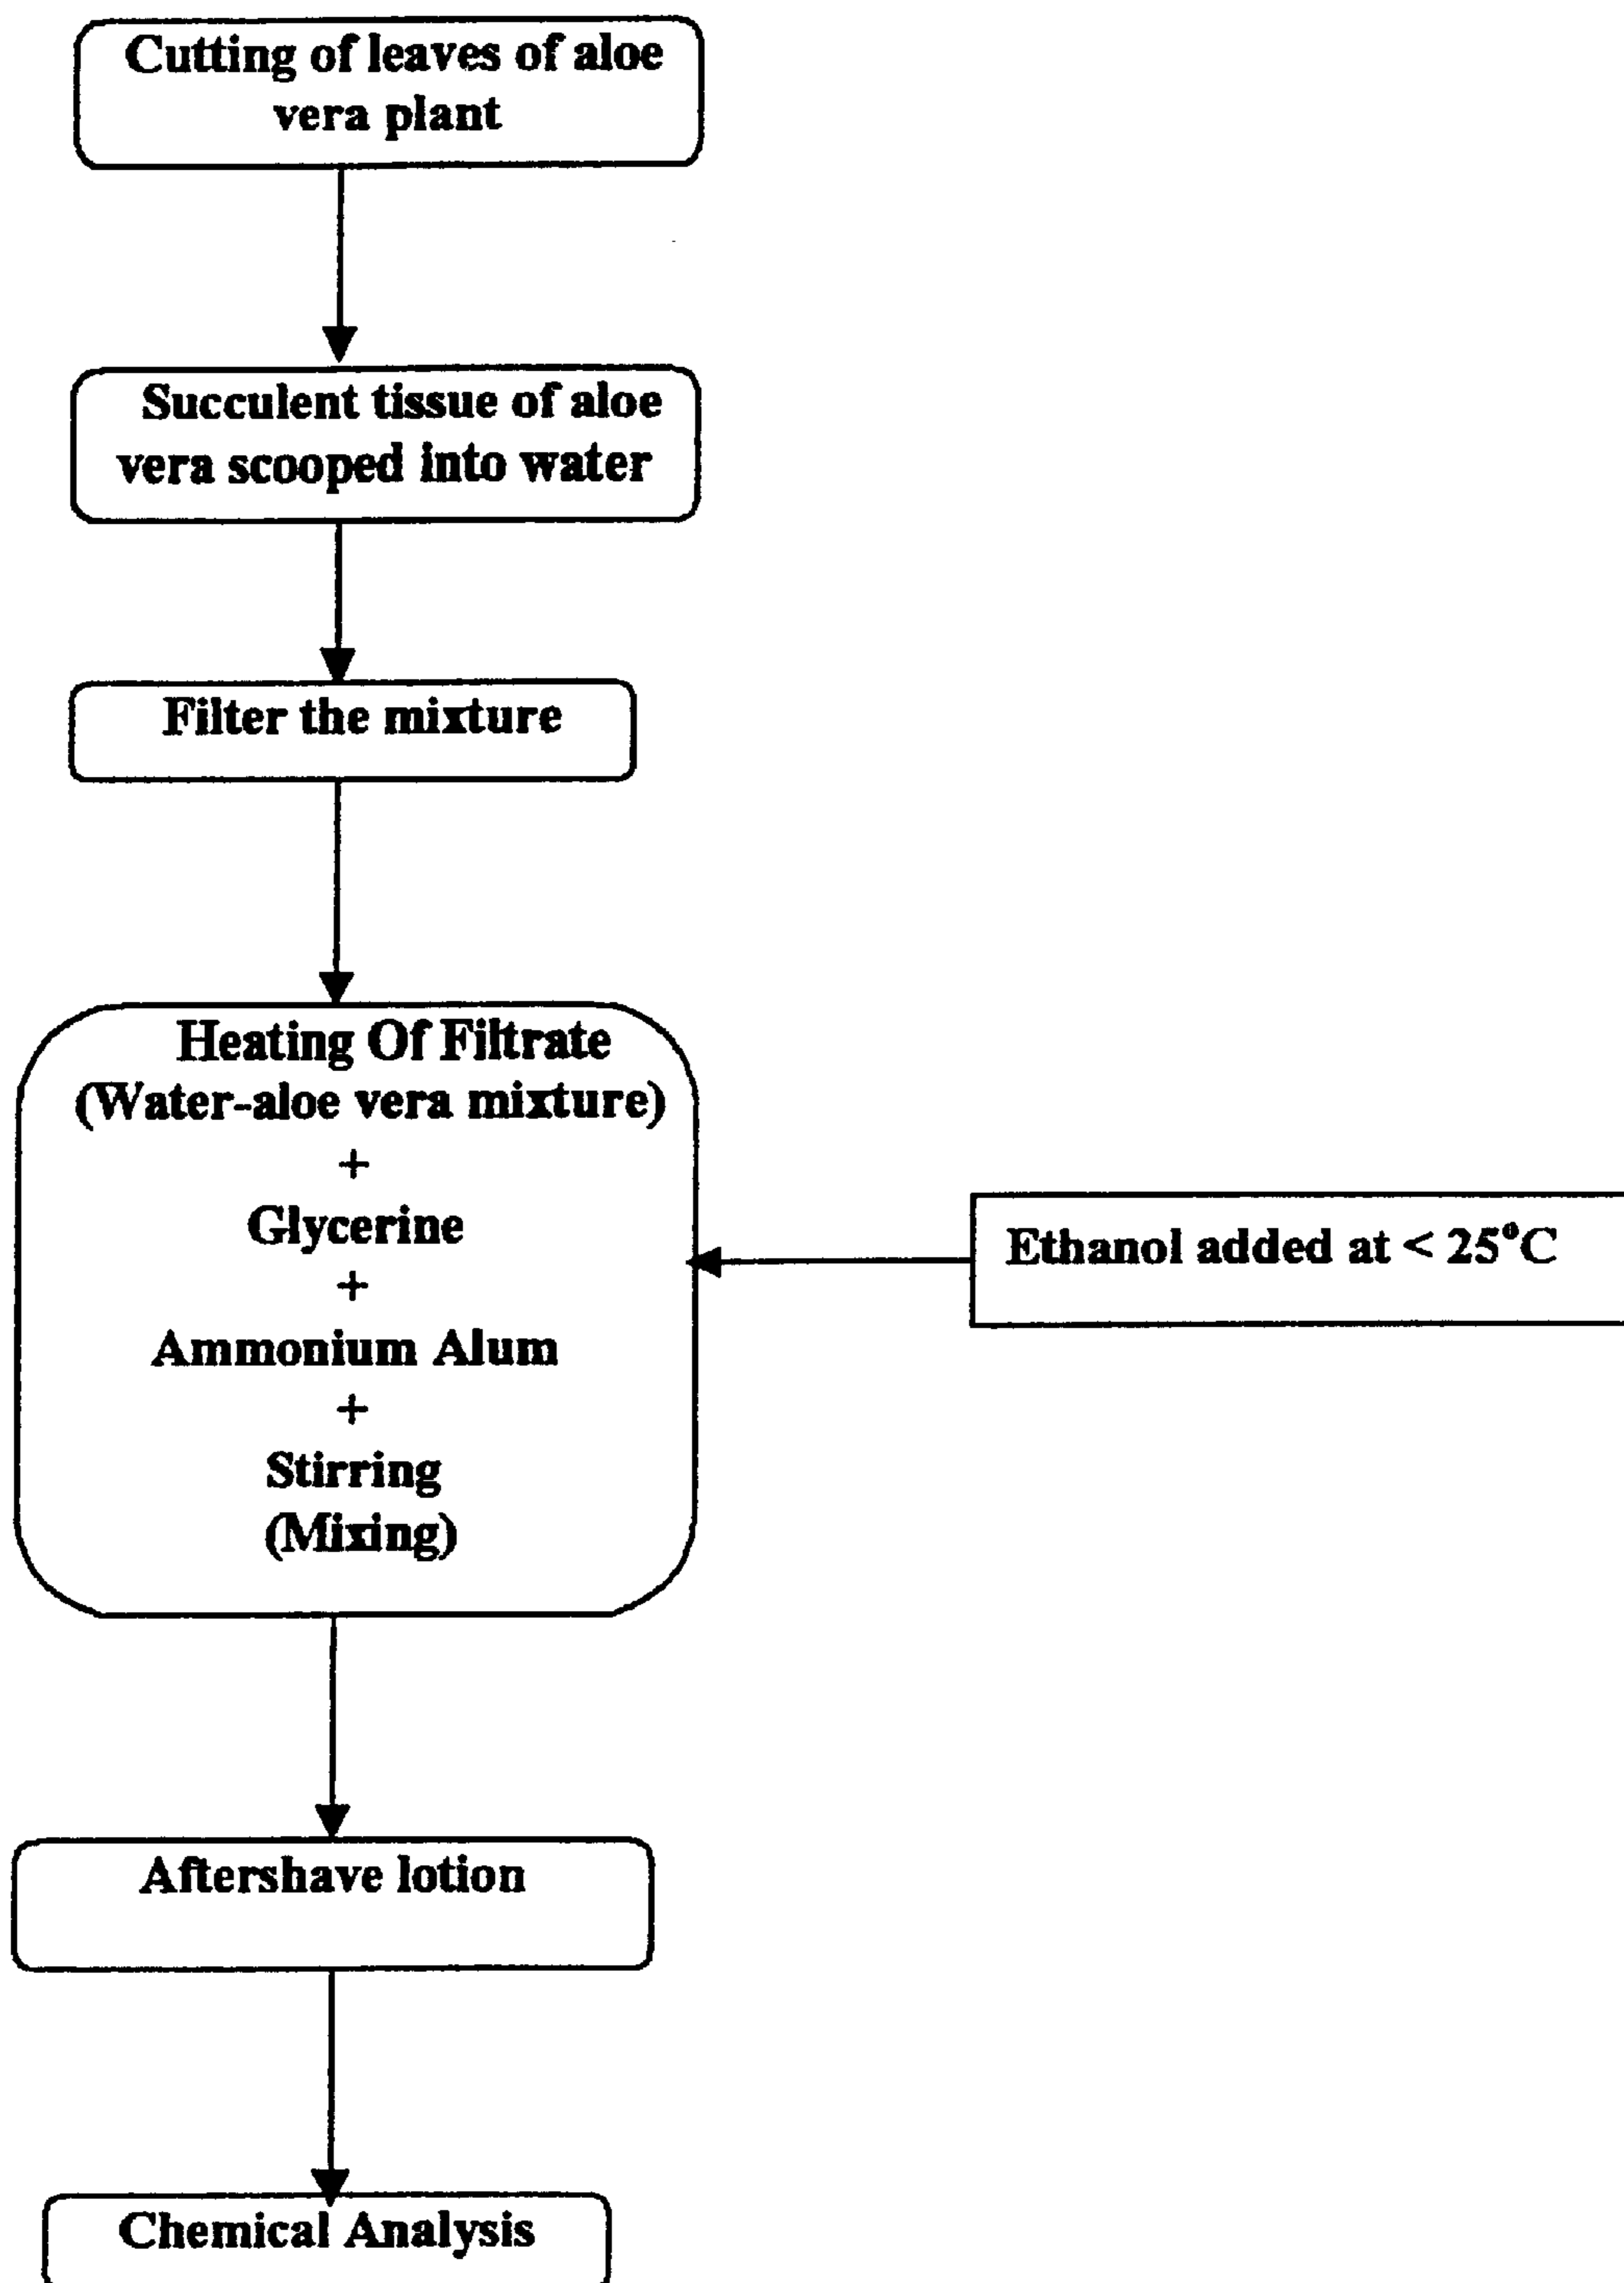 Cutting of leaves of aloe
vera plant
Succulent tissue of aloe
vera scooped into water
Filter the mixture
Heating Of Filtrate
(Water-aloe vera mixture)
+
Glycerine
+
Ammonium Alum
+
Stirring
(Mixing)
Ethanol added at < 25°C
Aftershave lotion
Chemical Analysis